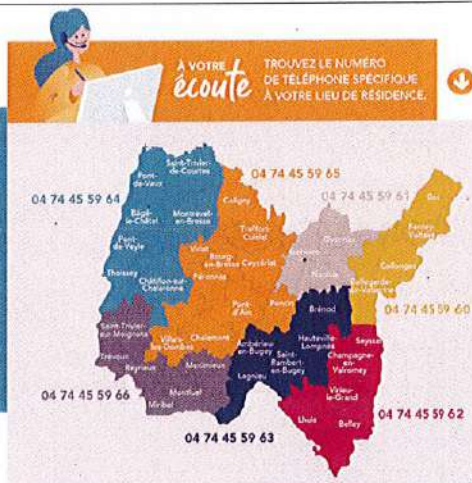 À VOTRE
écoute
TROUVEZ LE NUMÉRO
DE TÉLÉPHONE SPÉCIFIQUE
À VOTRE LIEU DE RÉSIDENCE.
Pont-
de-Vaux
Saint-Trivier-
de-Courtes
04 74 45 59 65
04 74 45 59 64
Coligny
04 74 45 59 61
Gex
Bâgé-
le-Châtel
Montrevel-
en-Bresse
Treffort-
Cuisiat
Oyonnax
Ferney-
Voltaire
Pont-
de-Veyle
Viriat
Bourg-
en-Bresse
Ceyzériat
Izernore
Collonges
Péronnas
Nantua
Thoissey
Châtillon-sur-
Chalaronne
Bellegarde-
sur-Valserine
Pont-
d'Ain
Poncin
Brénod
04 74 45 59 60
Saint-Trivier-
sur-Moignans
Villars-
les-Dombes
Chalamont
Ambérieu-
en-Bugey
Hauteville-
Lompnes
Seyssel
Trévoux
Reyrieux
Meximieux
Saint-
Rambert-
en-Bugey
Champagne-
en-Valromey
Lagnieu
Virieu-
le-Grand
04 74 45 59 66
Montluel
Miribel
Lhuis
Belley
04 74 45 59 62
04 74 45 59 63